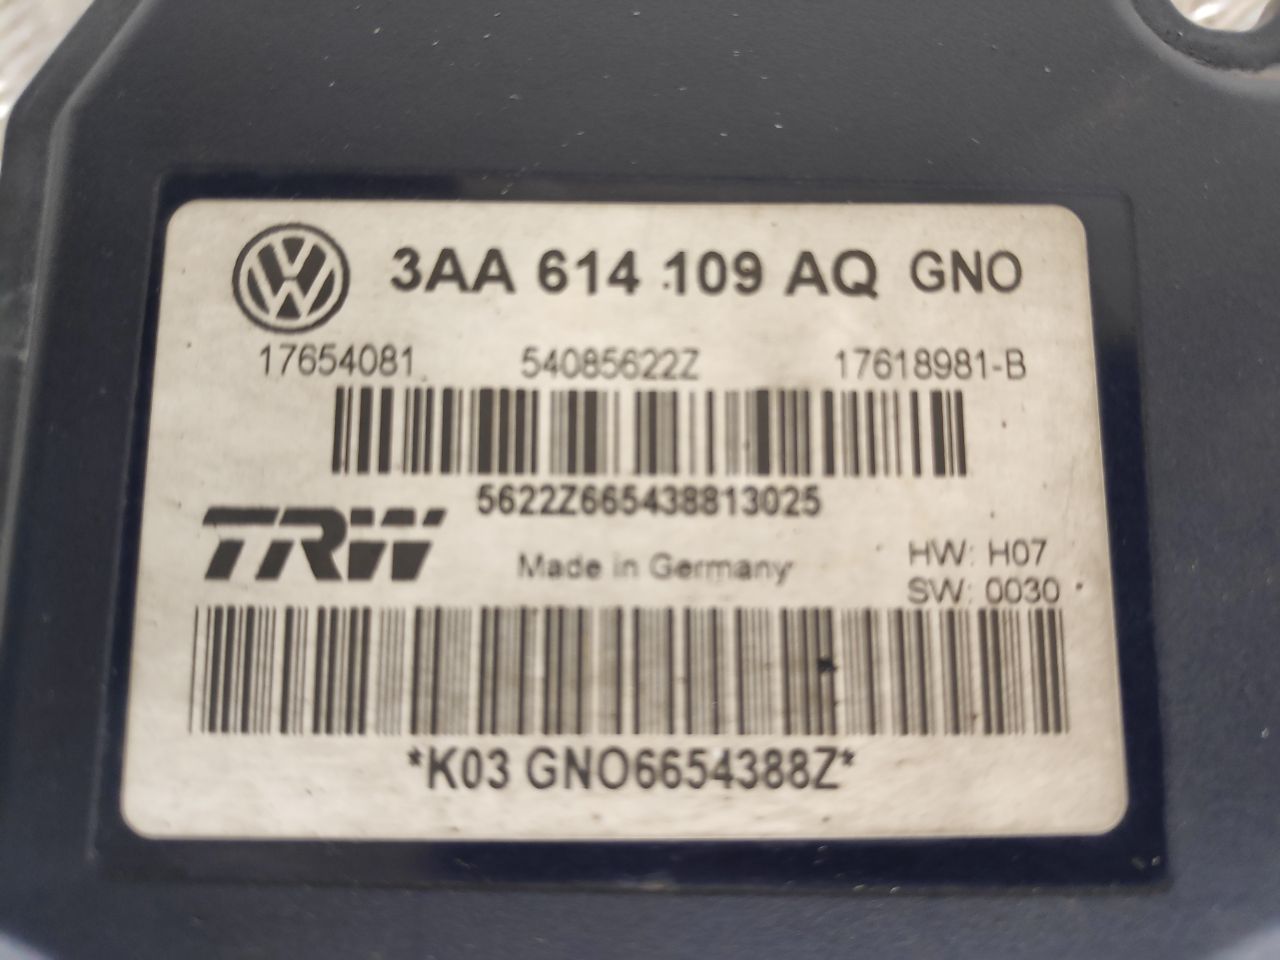 3AA 614 109 AQ GNO
17654081 54085622Z 17618981-B
5622Z665438813025
TRW
Made in Germany
HW: H07
SW: 0030
*K03 GNO6654388Z*